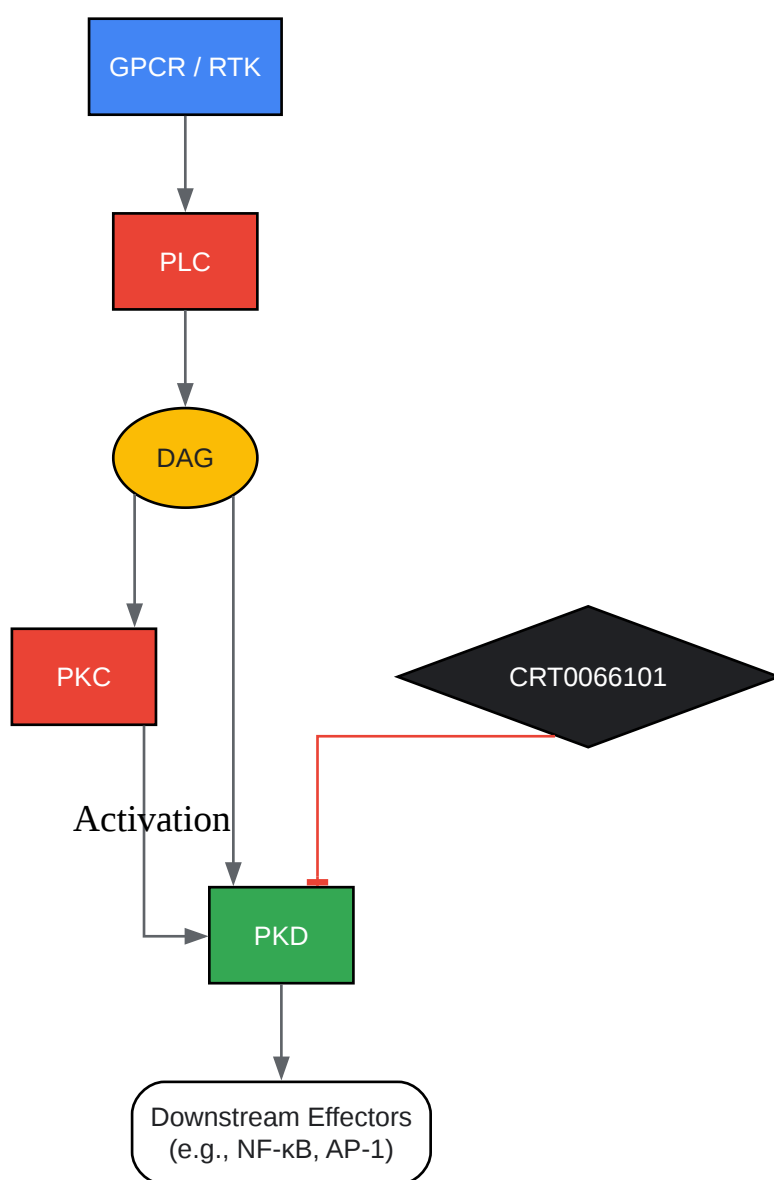 GPCR / RTK
PLC
DAG
PKC
CRT0066101
Activation
PKD
Downstream Effectors
(e.g., NF-κB, AP-1)